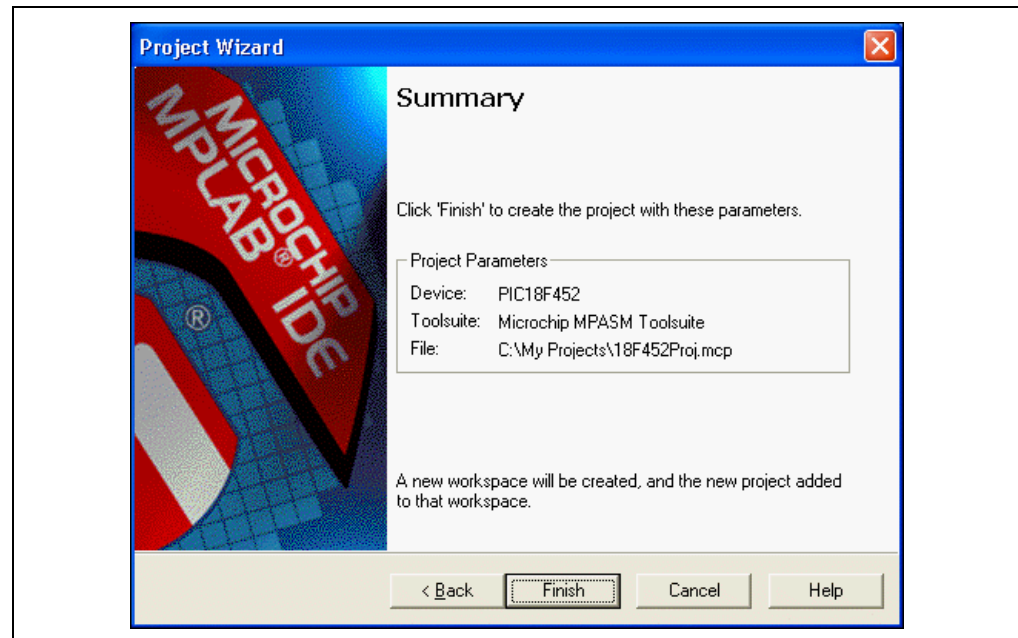 Project Wizard
MICROCHIP
MPLAB® IDE
®
Summary
Click 'Finish' to create the project with these parameters.
Project Parameters
Device: PIC18F452
Toolsuite: Microchip MPASM Toolsuite
File: C:\My Projects\18F452Proj.mcp
A new workspace will be created, and the new project added
to that workspace.
< Back Finish Cancel Help